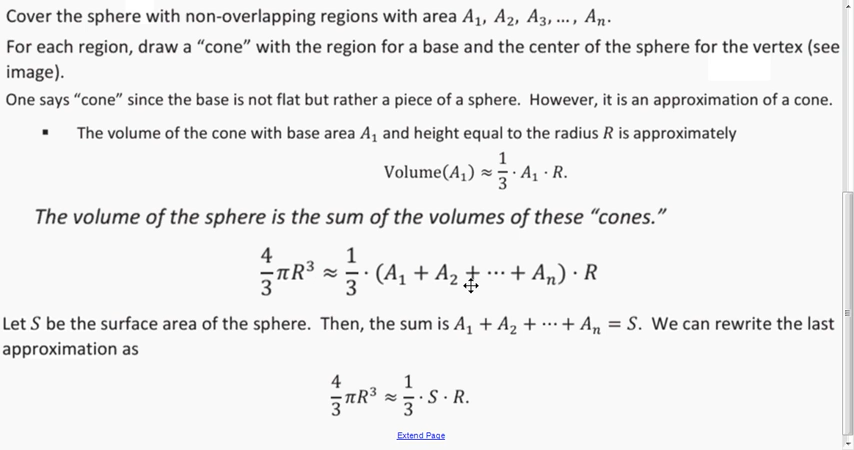 Cover the sphere with non-overlapping regions with area A₁, A₂, A₃, ..., Aₙ.
For each region, draw a “cone” with the region for a base and the center of the sphere for the vertex (see
image).
One says “cone” since the base is not flat but rather a piece of a sphere. However, it is an approximation of a cone.
▪ The volume of the cone with base area A₁ and height equal to the radius R is approximately
Volume(A₁) ≈ 1/3 · A₁ · R.
The volume of the sphere is the sum of the volumes of these “cones.”
4/3 πR³ ≈ 1/3 · (A₁ + A₂ + ⋯ + Aₙ) · R
Let S be the surface area of the sphere. Then, the sum is A₁ + A₂ + ⋯ + Aₙ = S. We can rewrite the last
approximation as
4/3 πR³ ≈ 1/3 · S · R.
Extend Page